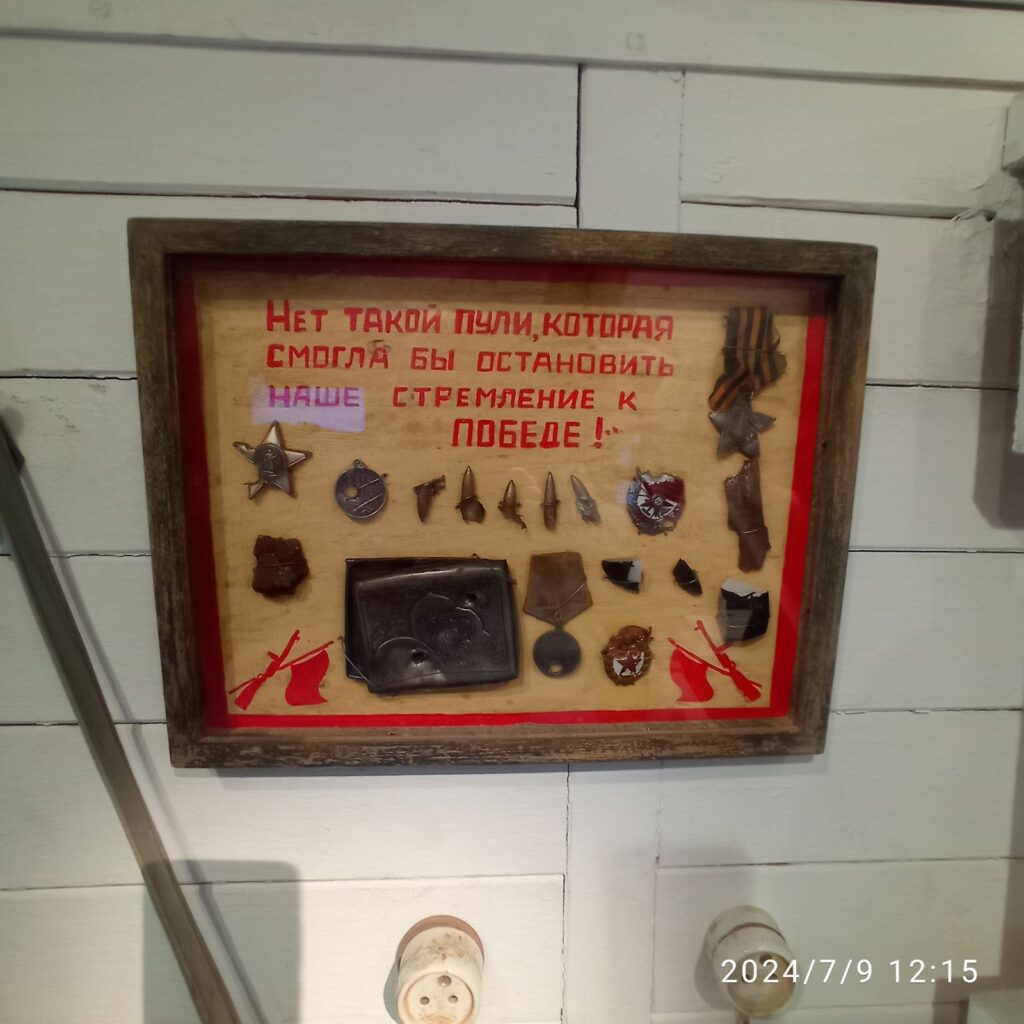 Нет такой пули, которая
смогла бы остановить
наше стремление к
победе!..
2024/7/9 12:15